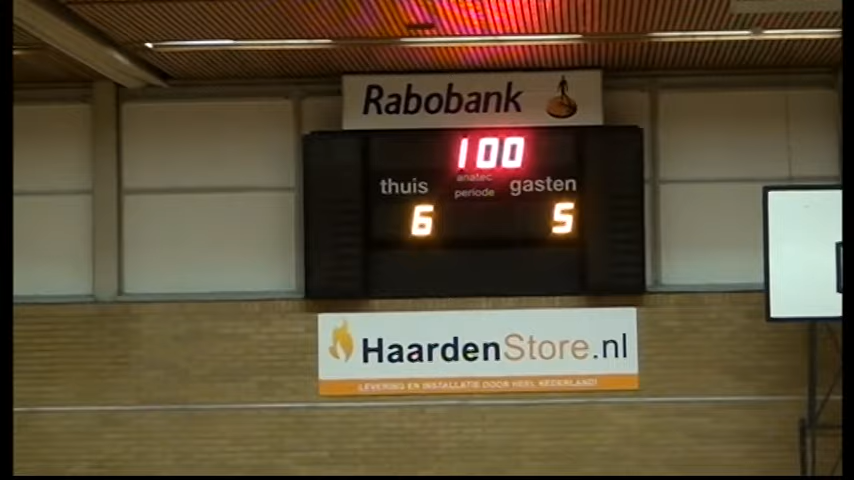 Rabobank
100
anatec
thuis periode gasten
6 5
HaardenStore.nl
LEVERING EN INSTALLATIE DOOR HEEL NEDERLAND!